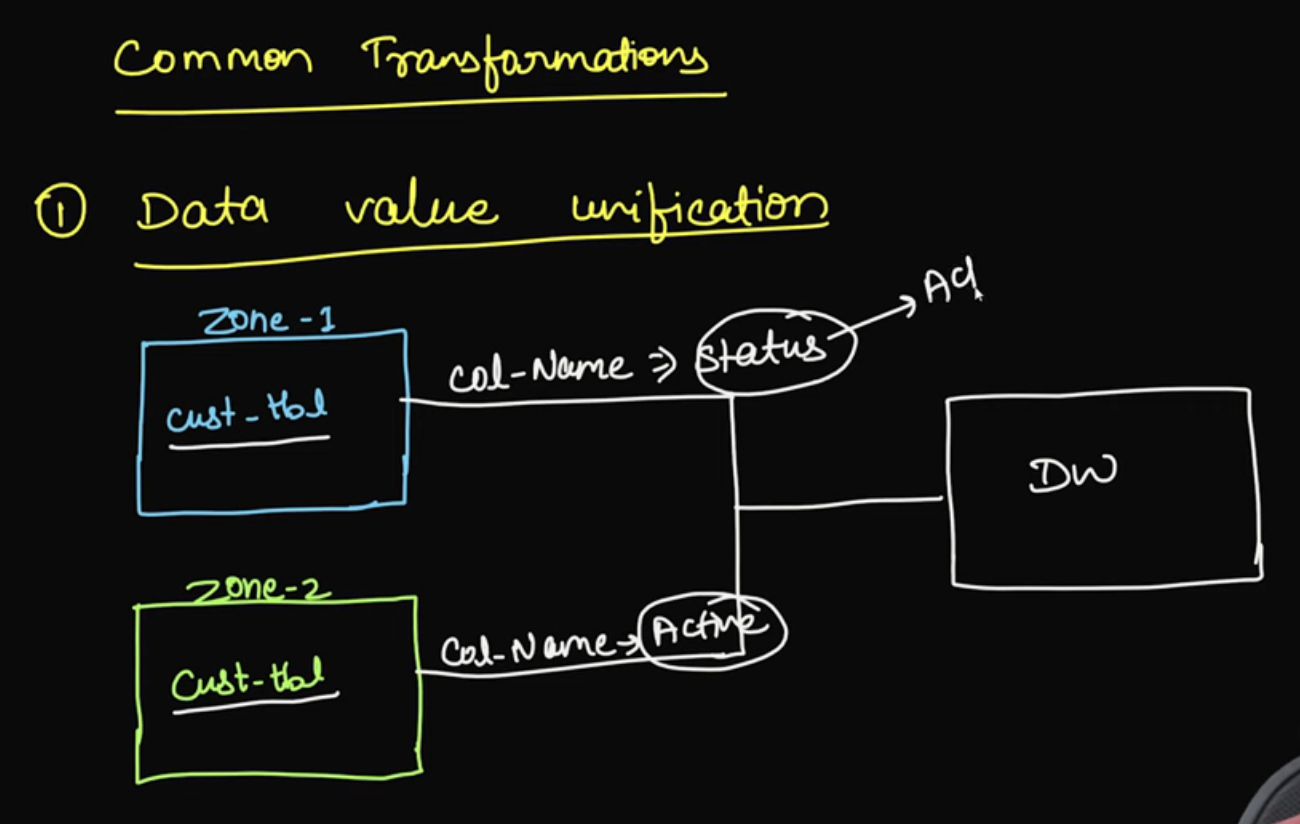 Common Transformations
① Data value unification
Zone-1
Cust-tbl
Col-Name ⇒ Status → Act
Zone-2
Cust-tbl
Col-Name → Active
DW